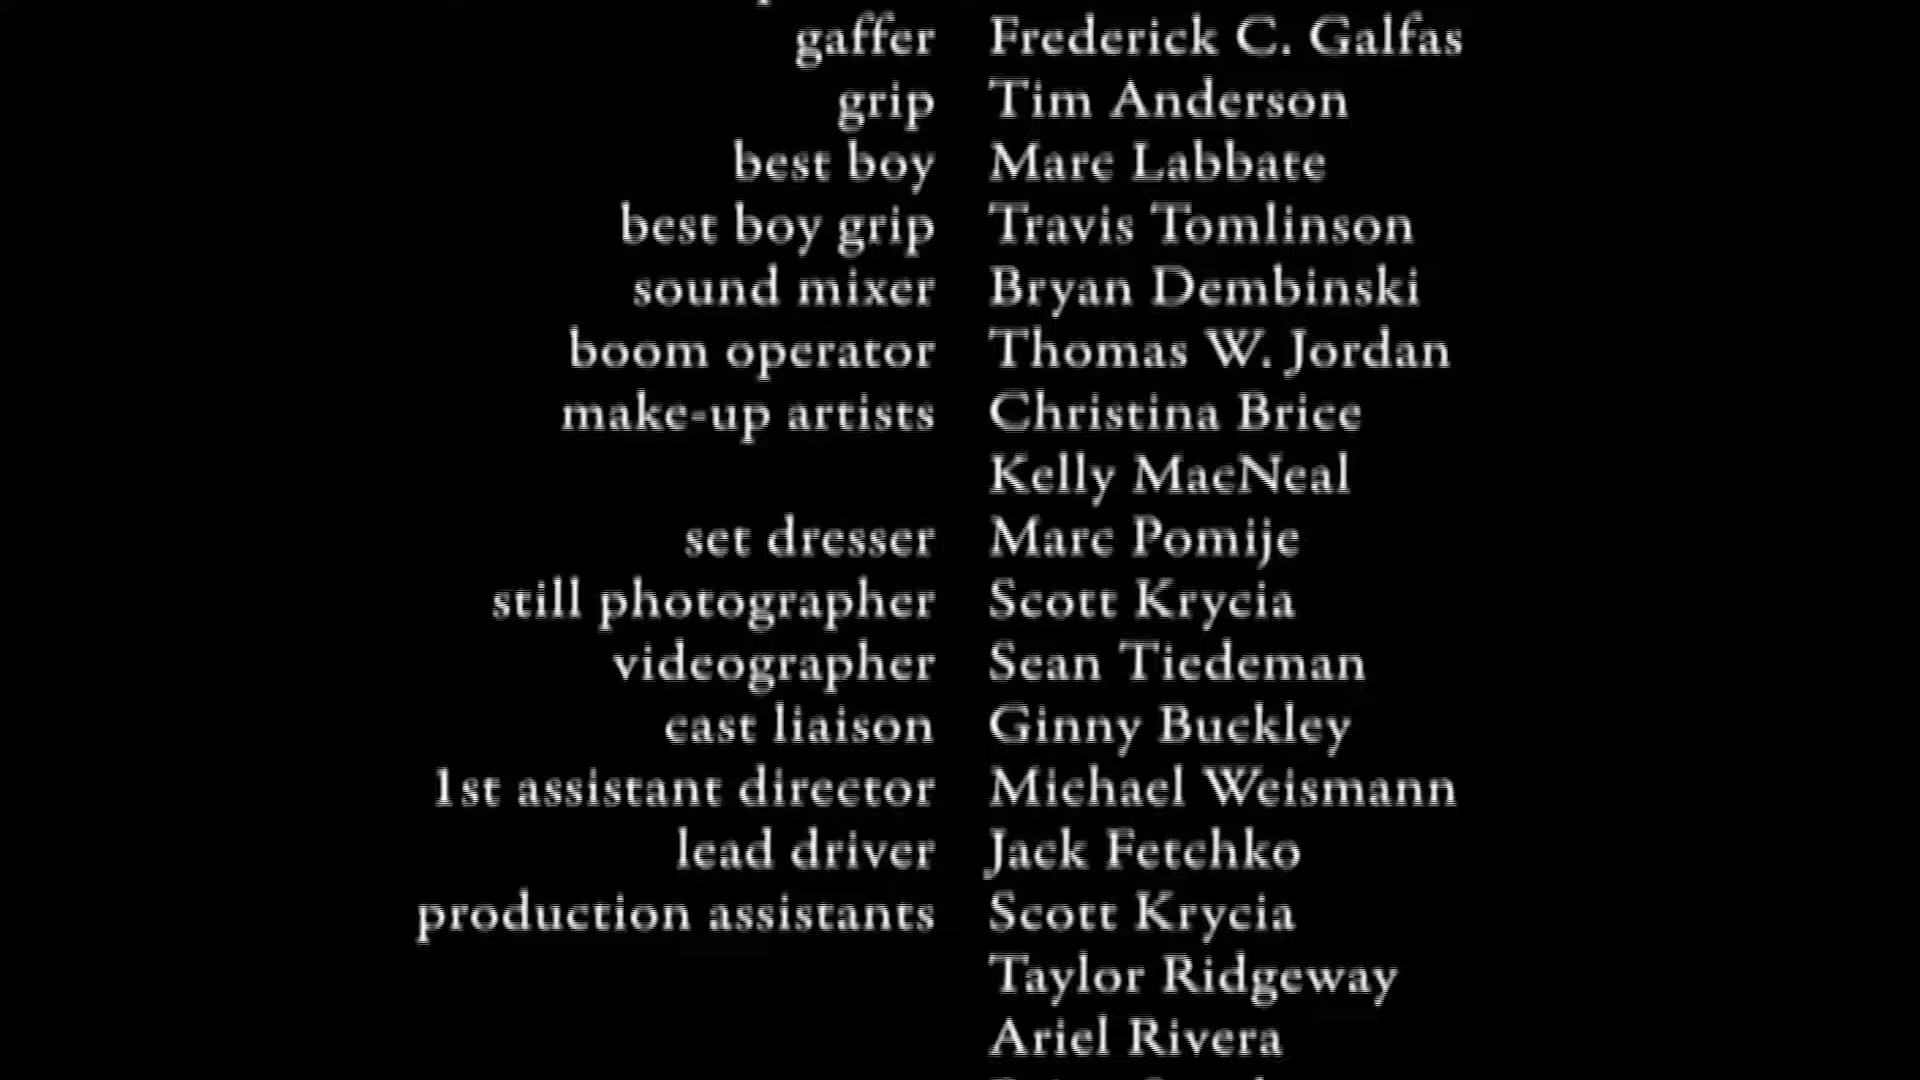 gaffer Frederick C. Galfas
grip Tim Anderson
best boy Marc Labbate
best boy grip Travis Tomlinson
sound mixer Bryan Dembinski
boom operator Thomas W. Jordan
make-up artists Christina Brice
Kelly MacNeal
set dresser Marc Pomije
still photographer Scott Krycia
videographer Sean Tiedeman
cast liaison Ginny Buckley
1st assistant director Michael Weismann
lead driver Jack Fetchko
production assistants Scott Krycia
Taylor Ridgeway
Ariel Rivera